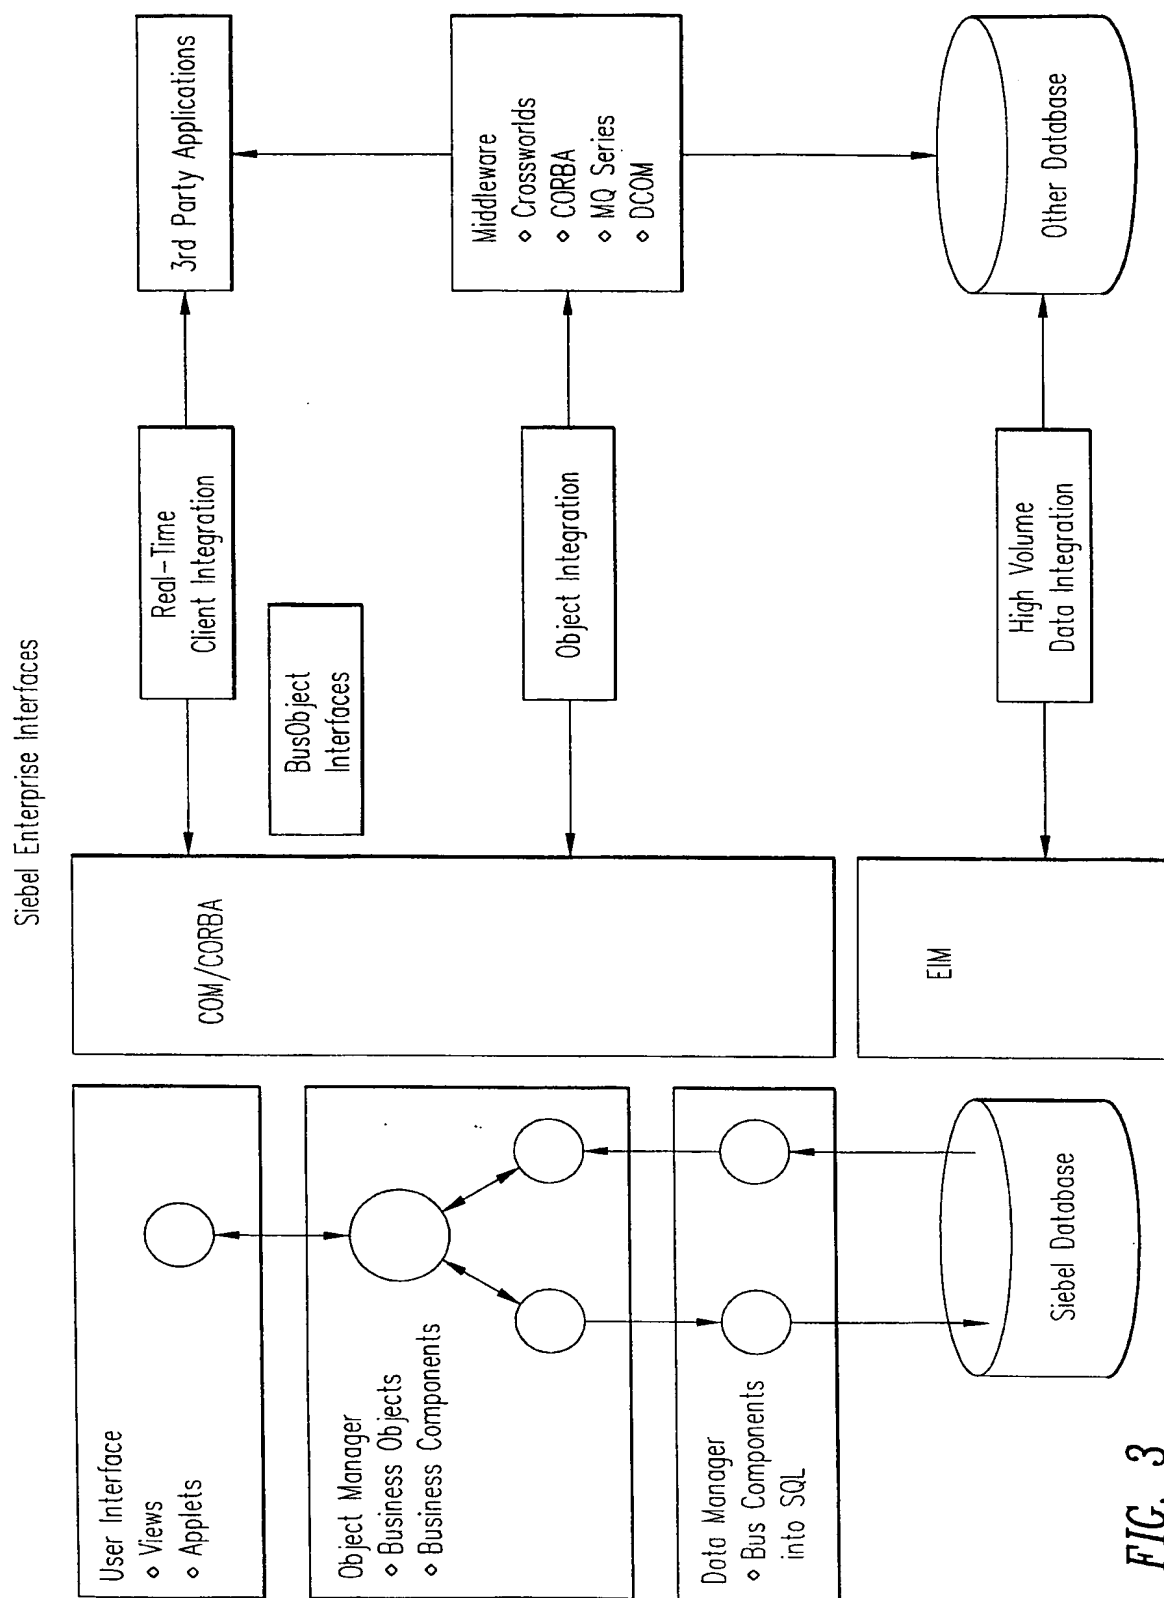 Siebel Enterprise Interfaces
User Interface
◇ Views
◇ Applets
Object Manager
◇ Business Objects
◇ Business Components
Data Manager
◇ Bus Components
into SQL
Siebel Database
COM/CORBA
EIM
Real-Time
Client Integration
BusObject
Interfaces
Object Integration
High Volume
Data Integration
3rd Party Applications
Middleware
◇ Crossworlds
◇ CORBA
◇ MQ Series
◇ DCOM
Other Database
FIG. 3